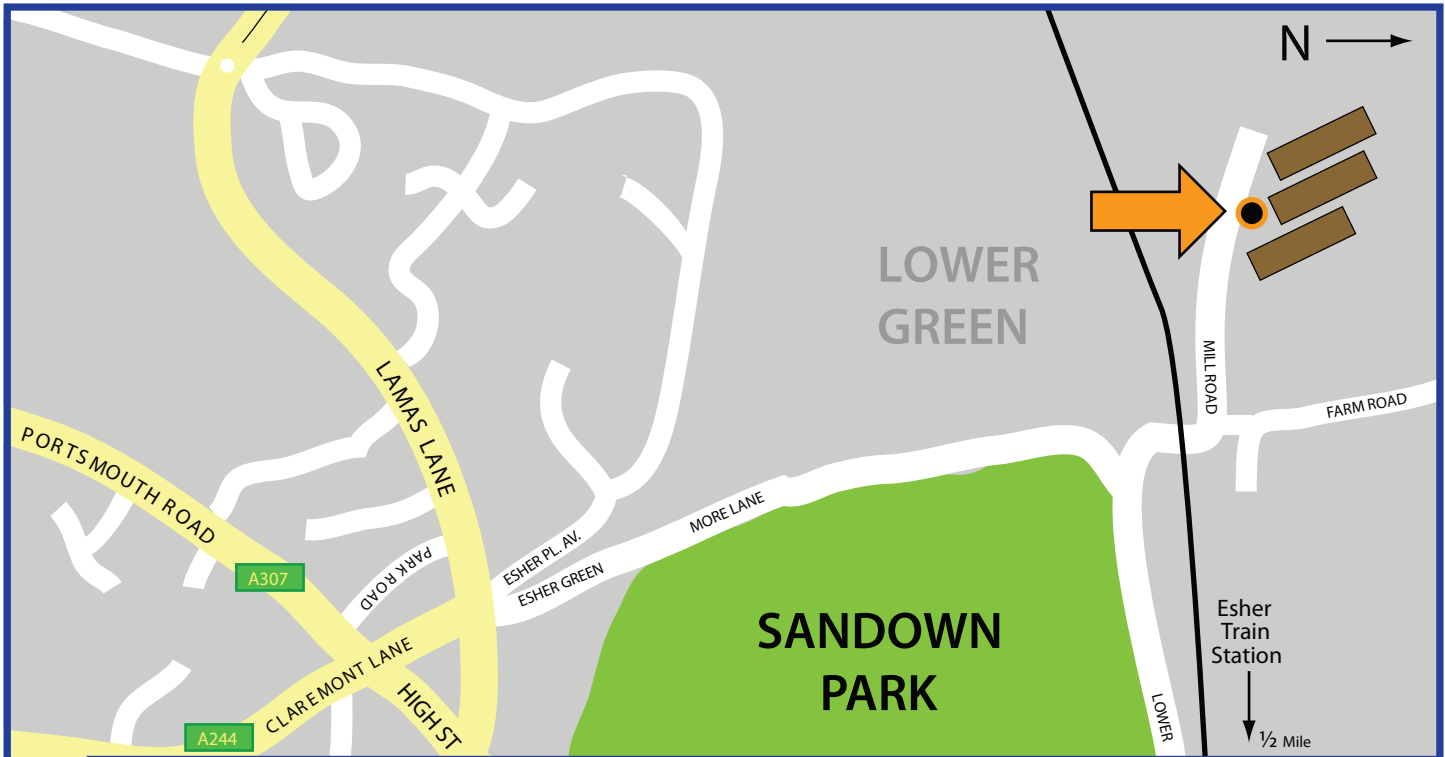 N
LOWER
GREEN
LAMAS LANE
MILL ROAD
FARM ROAD
PORTSMOUTH ROAD
A307
PARK ROAD
MORE LANE
ESHER PL. AV.
ESHER GREEN
SANDOWN
PARK
Esher
Train
Station
½ Mile
CLAREMONT LANE
HIGH ST
LOWER
A244